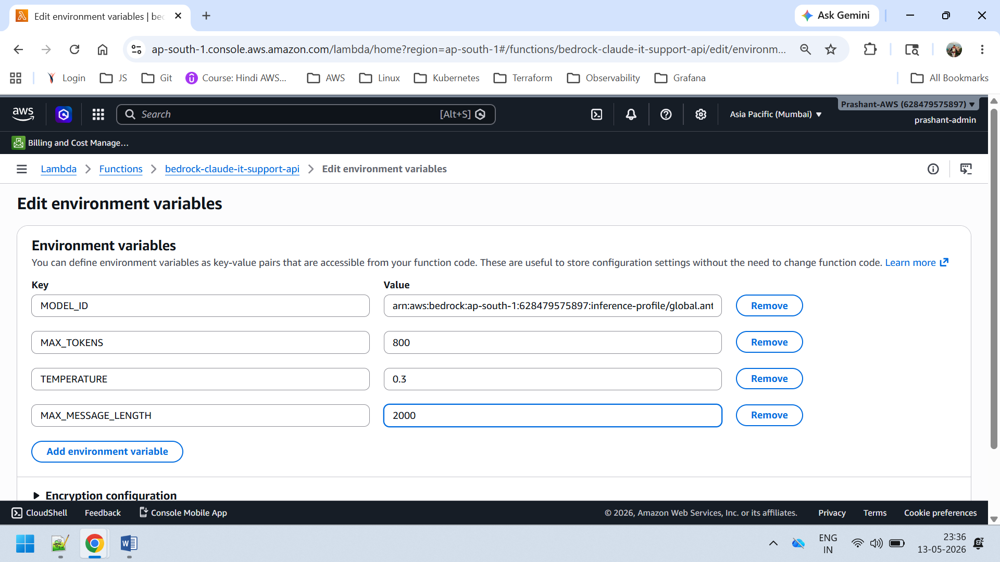 Edit environment variables | bec
Ask Gemini
ap-south-1.console.aws.amazon.com/lambda/home?region=ap-south-1#/functions/bedrock-claude-it-support-api/edit/environm...
Login JS Git Course: Hindi AWS... AWS Linux Kubernetes Terraform Observability Grafana All Bookmarks
aws Search [Alt+S] Asia Pacific (Mumbai) ▼ Prashant-AWS (628479575897) ▼
prashant-admin
Billing and Cost Manage...
Lambda > Functions > bedrock-claude-it-support-api > Edit environment variables
Edit environment variables
Environment variables
You can define environment variables as key-value pairs that are accessible from your function code. These are useful to store configuration settings without the need to change function code. Learn more
Key Value
MODEL_ID arn:aws:bedrock:ap-south-1:628479575897:inference-profile/global.ant Remove
MAX_TOKENS 800 Remove
TEMPERATURE 0.3 Remove
MAX_MESSAGE_LENGTH 2000 Remove
Add environment variable
Encryption configuration
CloudShell Feedback Console Mobile App © 2026, Amazon Web Services, Inc. or its affiliates. Privacy Terms Cookie preferences
ENG 23:36
IN 13-05-2026